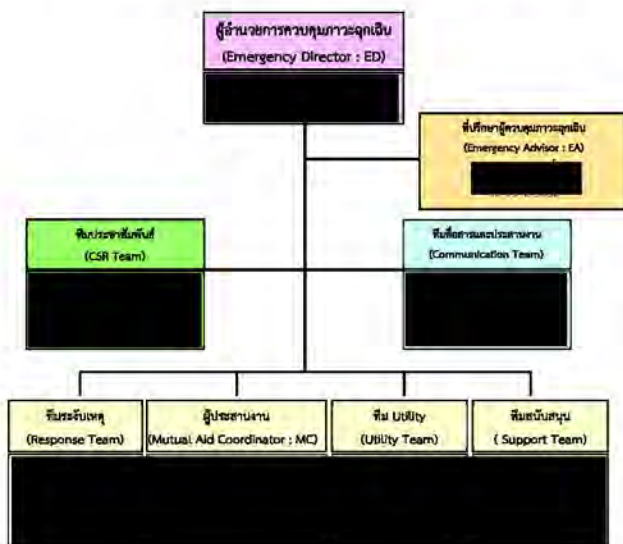 ผู้อำนวยการควบคุมภาวะฉุกเฉิน
(Emergency Director : ED)
ที่ปรึกษาผู้ควบคุมภาวะฉุกเฉิน
(Emergency Advisor : EA)
ทีมประชาสัมพันธ์
(CSR Team)
ทีมสื่อสารและประสานงาน
(Communication Team)
ทีมระงับเหตุ
(Response Team)
ผู้ประสานงาน
(Mutual Aid Coordinator : MC)
ทีม Utility
(Utility Team)
ทีมสนับสนุน
( Support Team)